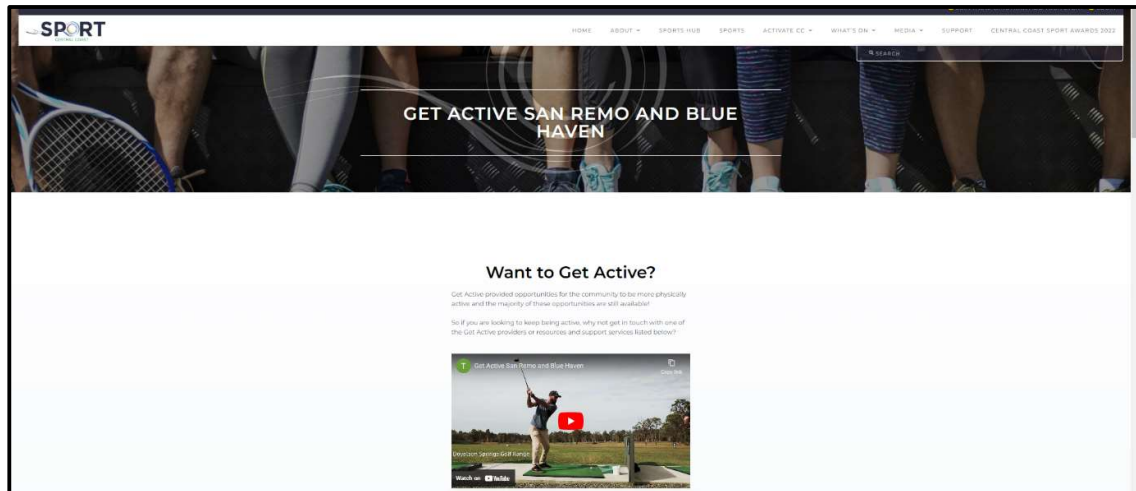 SPORT
CENTRAL COAST
HOME ABOUT SPORTS HUB SPORTS ACTIVATE CC WHAT'S ON MEDIA SUPPORT CENTRAL COAST SPORT AWARDS 2022
SEARCH
GET ACTIVE SAN REMO AND BLUE
HAVEN
Want to Get Active?
Get Active provided opportunities for the community to be more physically
active and the majority of these opportunities are still available!
So if you are looking to keep being active, why not get in touch with one of
the Get Active providers or resources and support services listed below?
T Get Active San Remo and Blue Haven
Copy link
Doyalson Springs Golf Range
Watch on YouTube